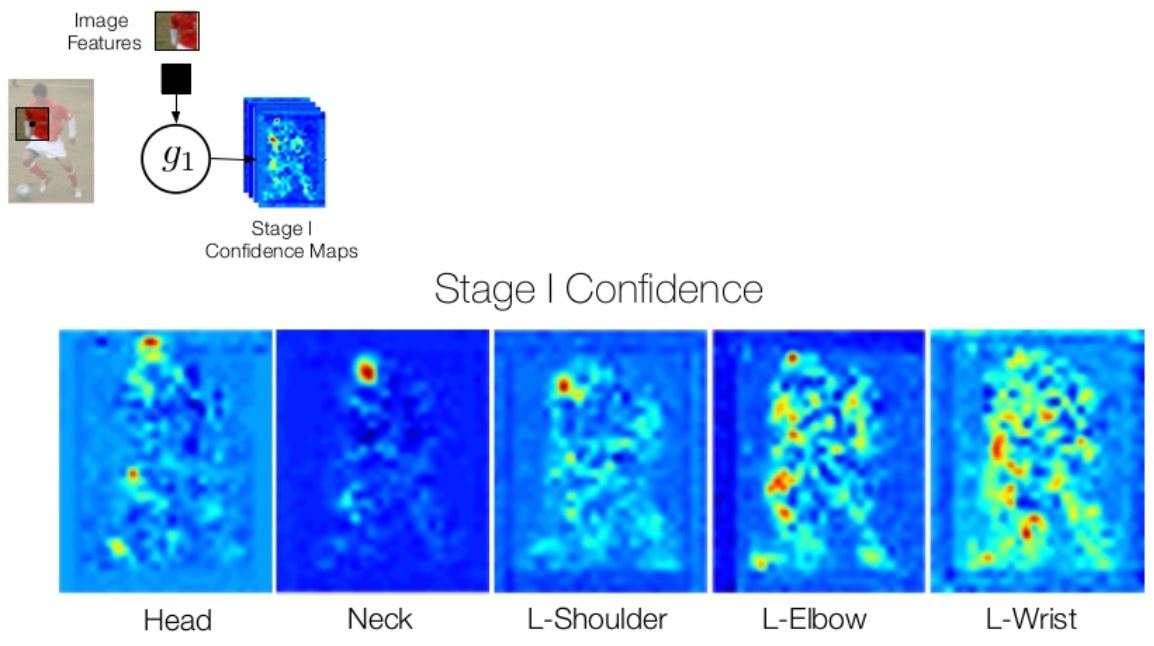 Image
Features
g1
Stage I
Confidence Maps
Stage I Confidence
Head
Neck
L-Shoulder
L-Elbow
L-Wrist